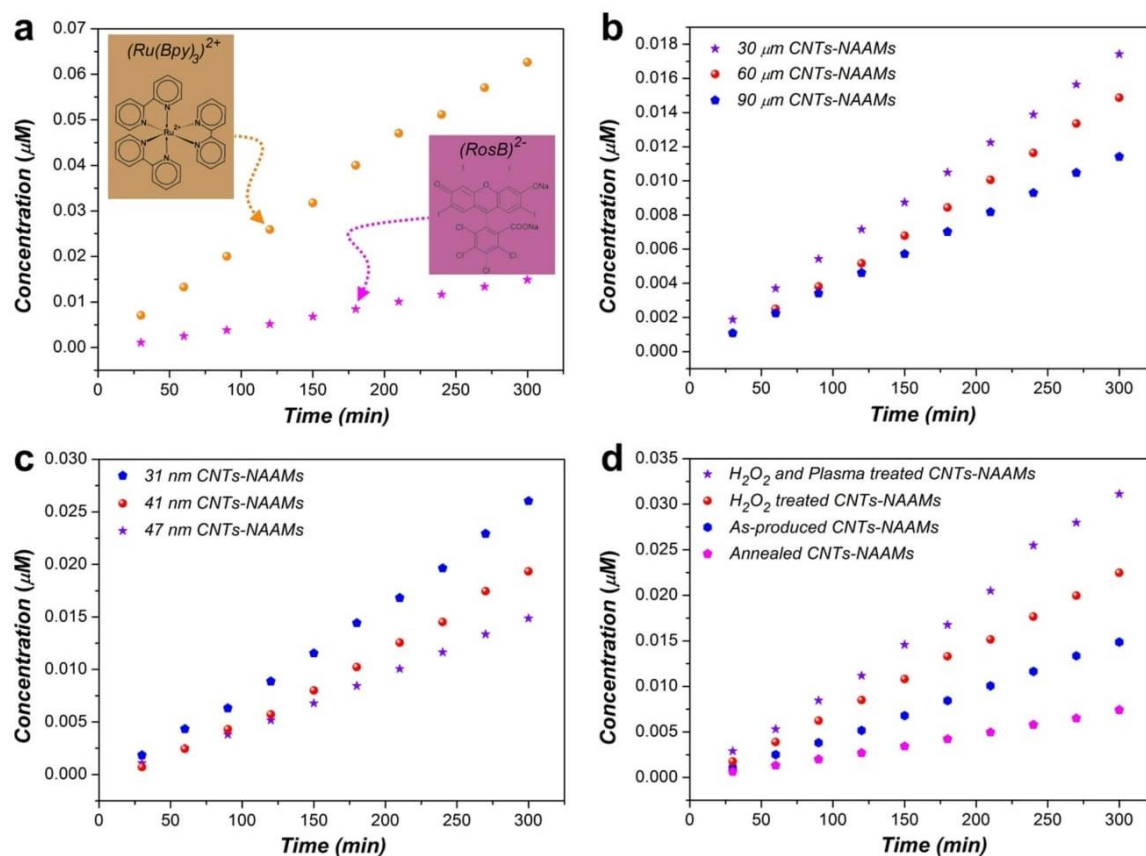 a
(Ru(Bpy)3)2+
N
N
N
Ru
2+
N
N
N
(RosB)2-
I
I
O
O
ONa
I
I
Cl
COONa
Cl
Cl
Cl
0.07
0.06
0.05
0.04
0.03
0.02
0.01
0.00
Concentration (μM)
0
50
100
150
200
250
300
Time (min)
b
30 μm CNTs-NAAMs
60 μm CNTs-NAAMs
90 μm CNTs-NAAMs
0.018
0.016
0.014
0.012
0.010
0.008
0.006
0.004
0.002
0.000
Concentration (μM)
0
50
100
150
200
250
300
Time (min)
c
31 nm CNTs-NAAMs
41 nm CNTs-NAAMs
47 nm CNTs-NAAMs
0.030
0.025
0.020
0.015
0.010
0.005
0.000
Concentration (μM)
0
50
100
150
200
250
300
Time (min)
d
H2O2 and Plasma treated CNTs-NAAMs
H2O2 treated CNTs-NAAMs
As-produced CNTs-NAAMs
Annealed CNTs-NAAMs
0.035
0.030
0.025
0.020
0.015
0.010
0.005
0.000
Concentration (μM)
0
50
100
150
200
250
300
Time (min)